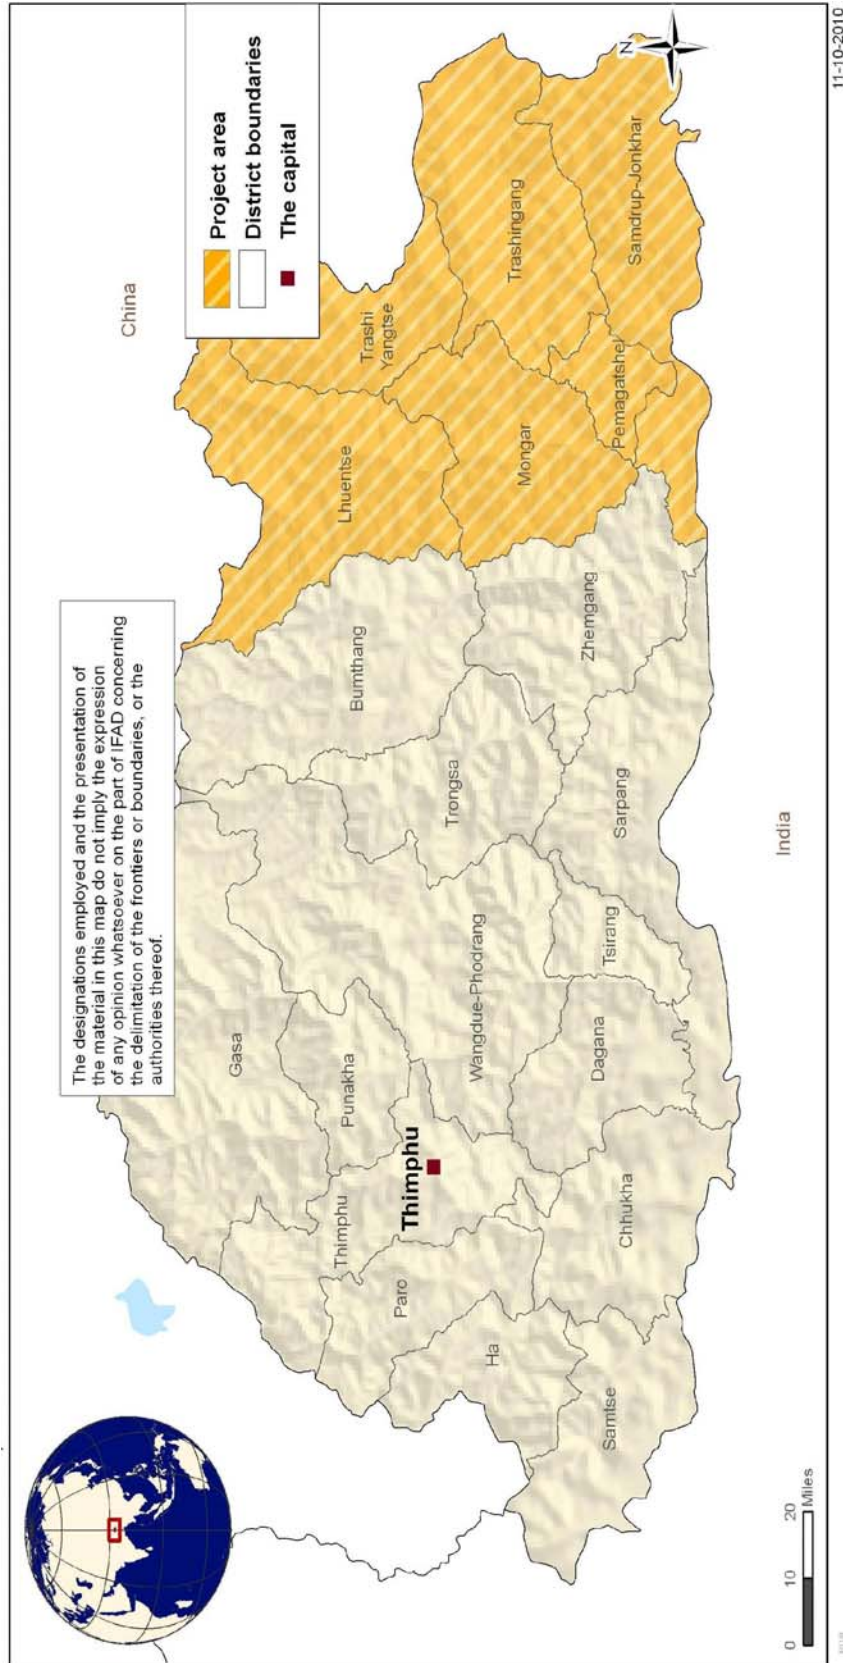 The designations employed and the presentation of
the material in this map do not imply the expression
of any opinion whatsoever on the part of IFAD concerning
the delimitation of the frontiers or boundaries, or the
authorities thereof.
China
Project area
District boundaries
The capital
Gasa
Punakha
Thimphu
Thimphu
Paro
Ha
Samtse
Chhukha
Dagana
Wangdue-Phodrang
Tsirang
Sarpang
Trongsa
Bumthang
Zhemgang
Lhuentse
Mongar
Trashi
Yangtse
Trashingang
Pemagatshel
Samdrup-Jonkhar
India
N
0 10 20
Miles
11-10-2010